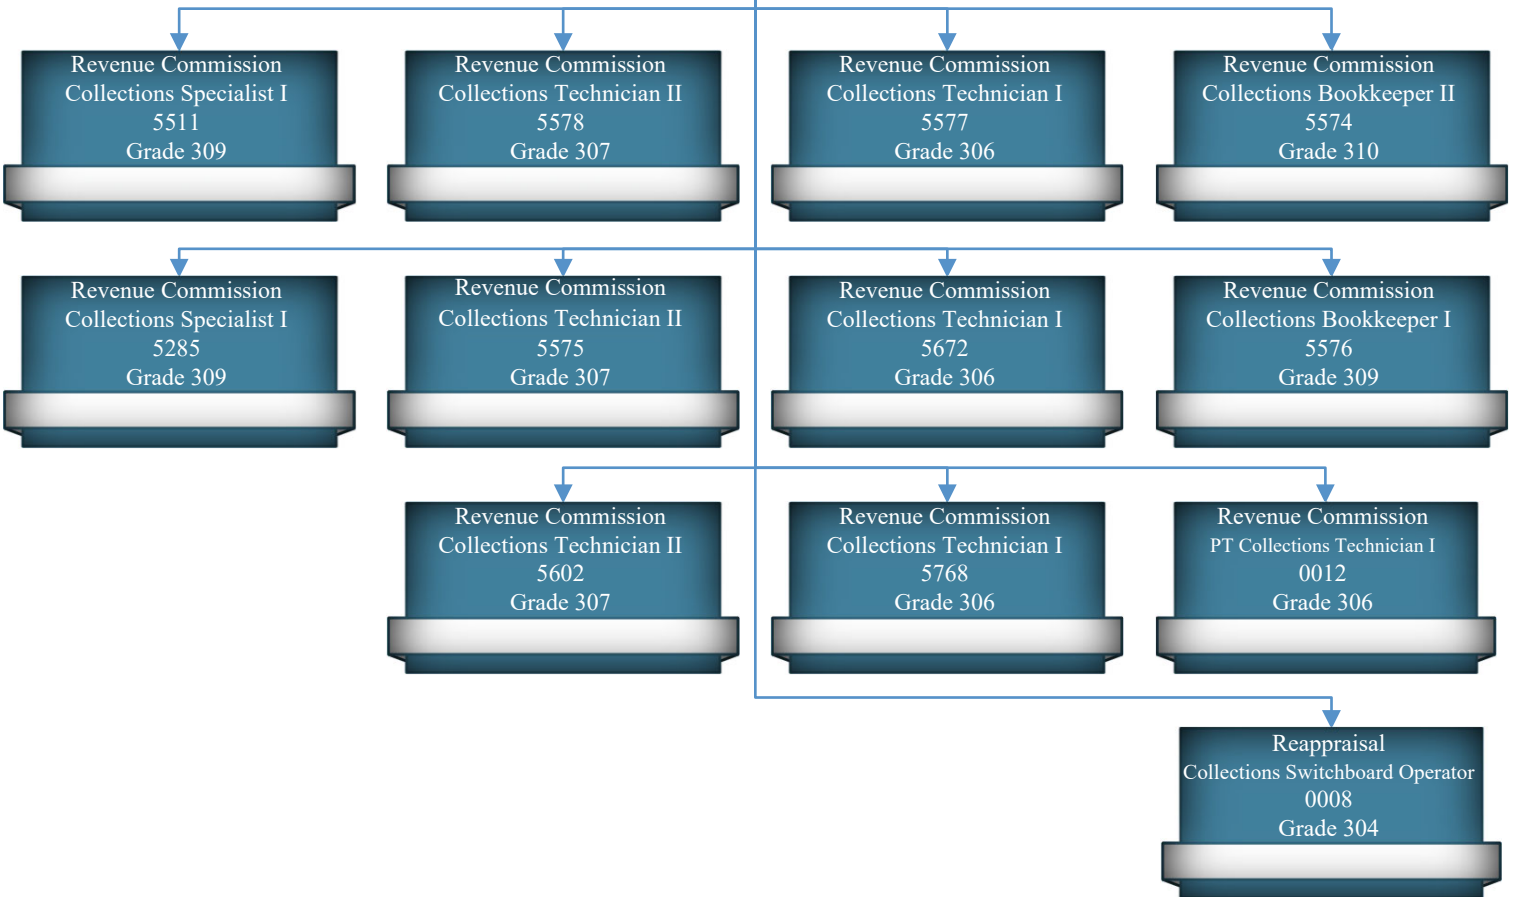 Revenue Commission
Collections Specialist I
5511
Grade 309
Revenue Commission
Collections Technician II
5578
Grade 307
Revenue Commission
Collections Technician I
5577
Grade 306
Revenue Commission
Collections Bookkeeper II
5574
Grade 310
Revenue Commission
Collections Specialist I
5285
Grade 309
Revenue Commission
Collections Technician II
5575
Grade 307
Revenue Commission
Collections Technician I
5672
Grade 306
Revenue Commission
Collections Bookkeeper I
5576
Grade 309
Revenue Commission
Collections Technician II
5602
Grade 307
Revenue Commission
Collections Technician I
5768
Grade 306
Revenue Commission
PT Collections Technician I
0012
Grade 306
Reappraisal
Collections Switchboard Operator
0008
Grade 304